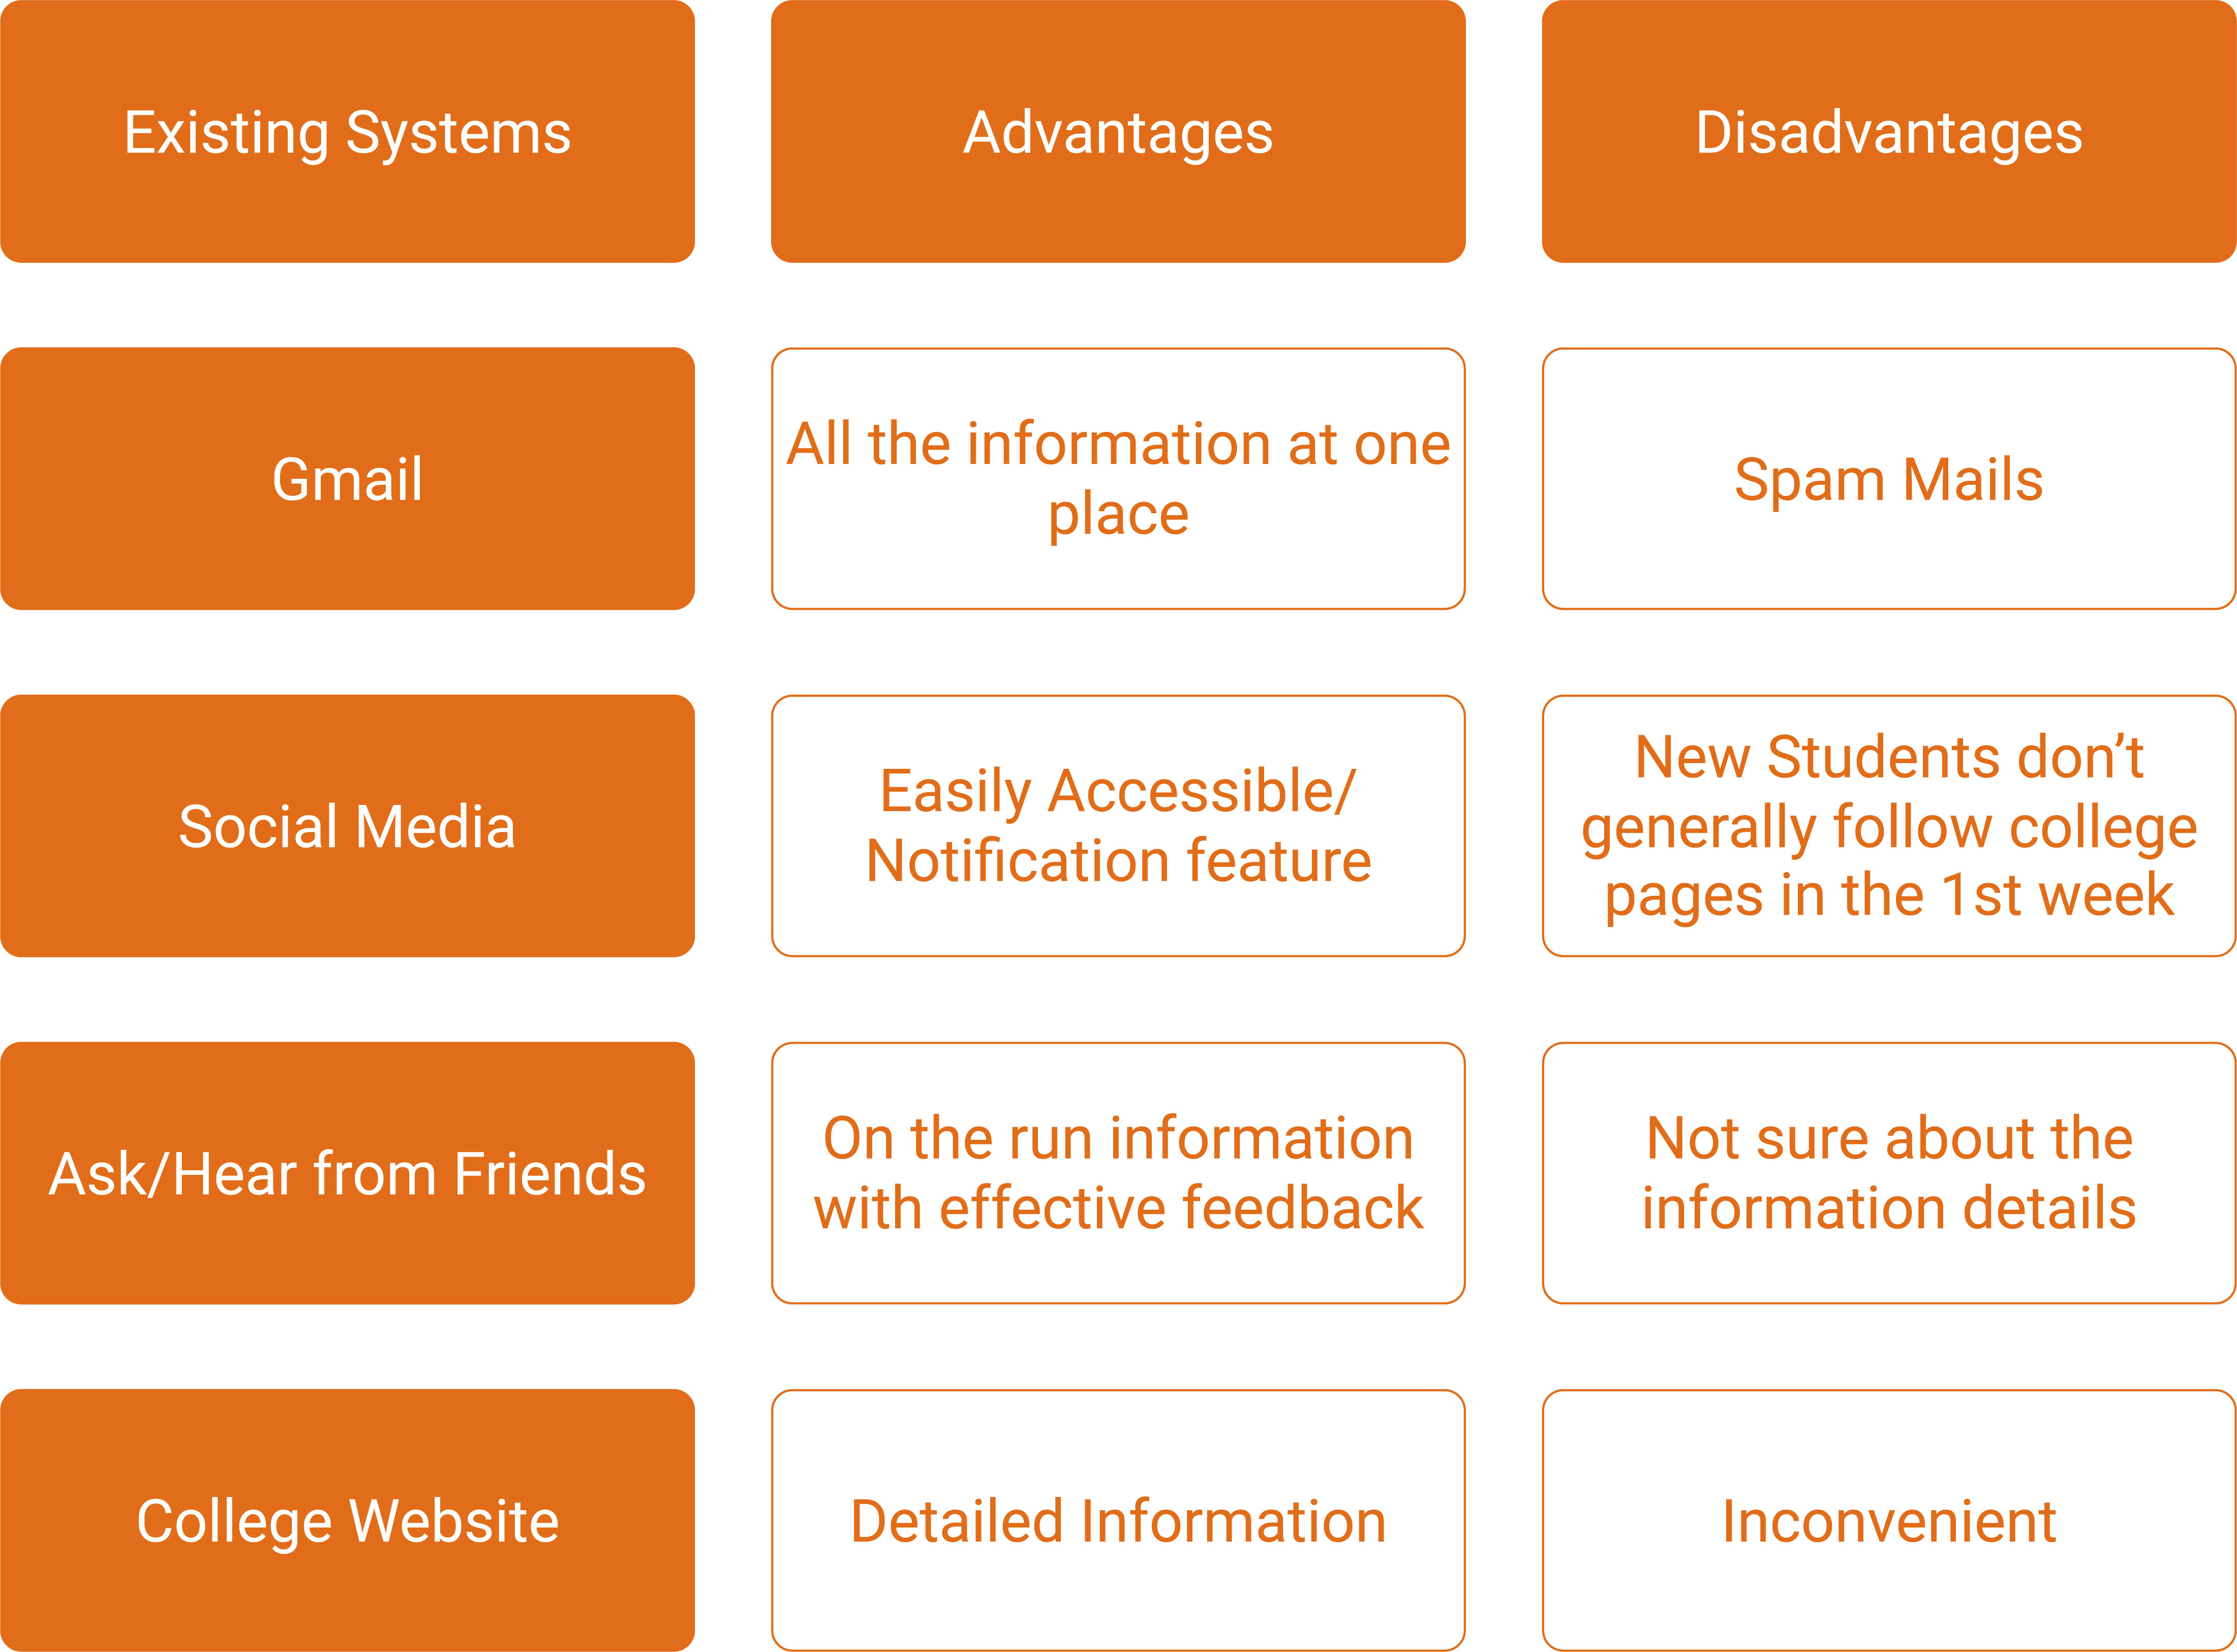 Existing Systems
Advantages
Disadvantages
Gmail
All the information at one
place
Spam Mails
Social Media
Easily Accessible/
Notification feature
New Students don’t
generally follow college
pages in the 1st week
Ask/Hear from Friends
On the run information
with effective feedback
Not sure about the
information details
College Website
Detailed Information
Inconvenient